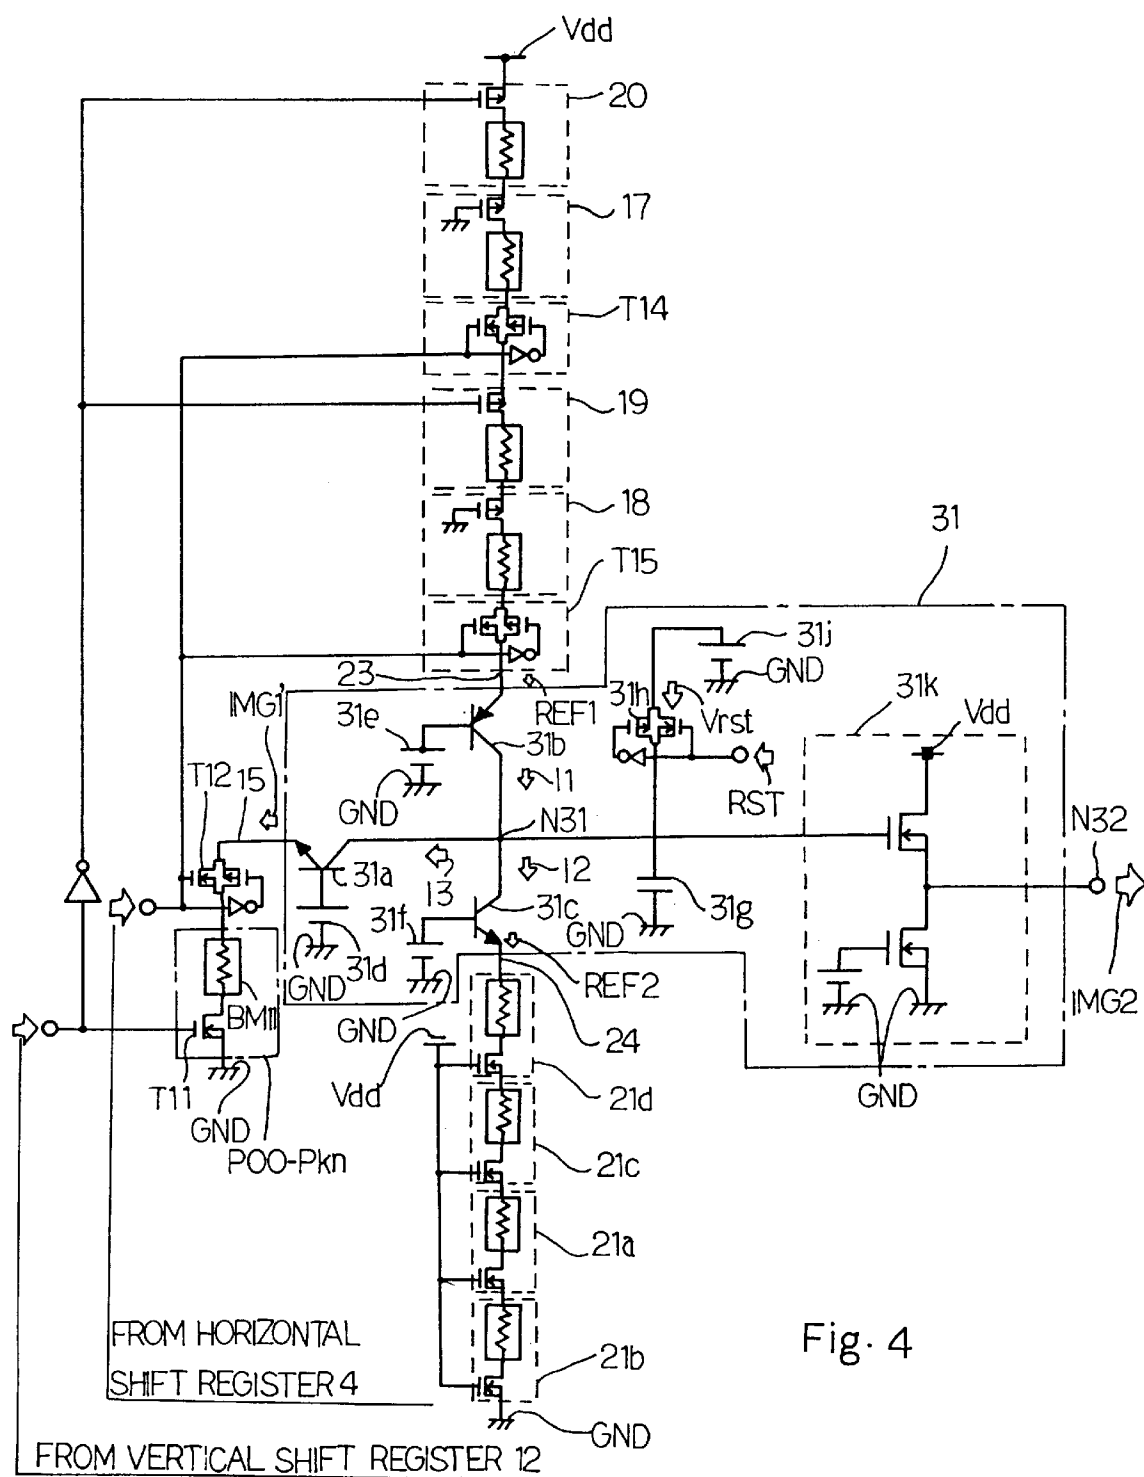 Vdd
20
17
T14
19
18
31
T15
31j
GND
23
31h
IMG1'
REF1
Vrst
31k
31e
Vdd
31b
T12
15
GND
I1
RST
N31
N32
31a
I3
I2
31f
31c
31g
GND
GND
31d
REF2
BM11
GND
24
IMG2
T11
Vdd
GND
GND
21d
P00-Pkn
21c
21a
FROM HORIZONTAL
SHIFT REGISTER 4
Fig. 4
21b
GND
FROM VERTICAL SHIFT REGISTER 12